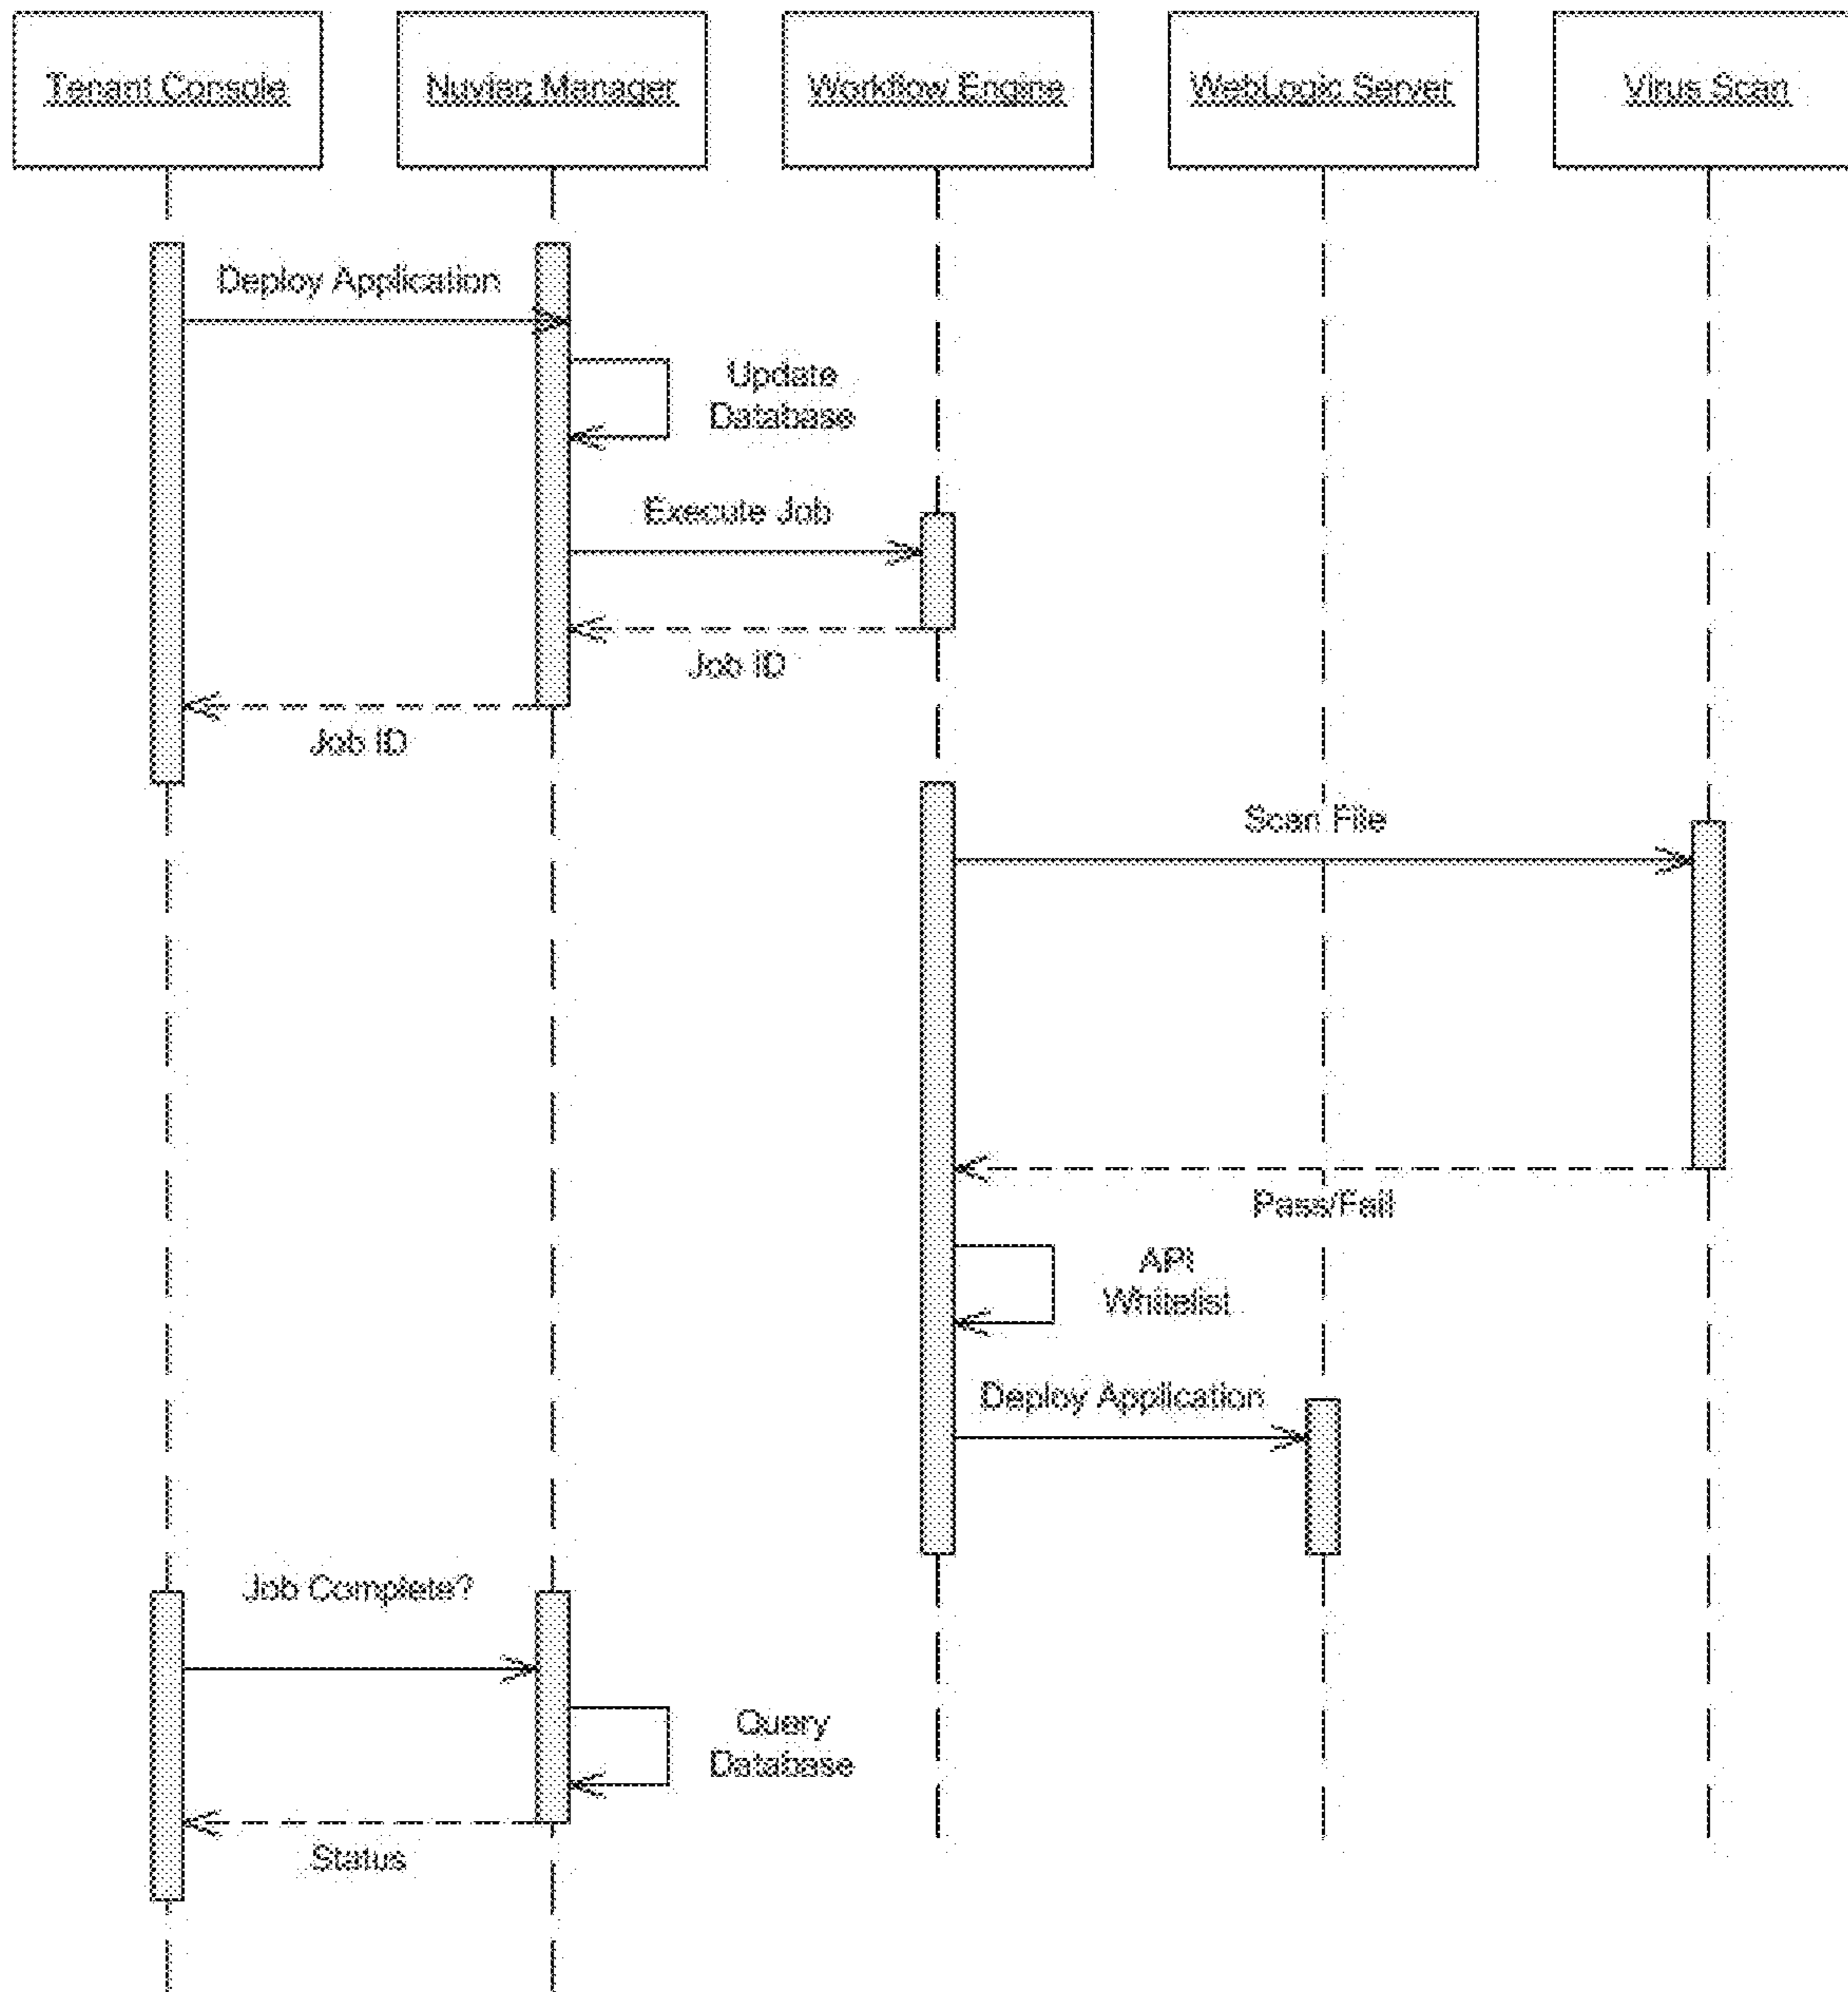 Tenant Console
Nuviaq Manager
Workflow Engine
WebLogic Server
Virus Scan
Deploy Application
Update
Database
Execute Job
Job ID
Job ID
Scan File
Pass/Fail
API
Whitelist
Deploy Application
Job Complete?
Query
Database
Status